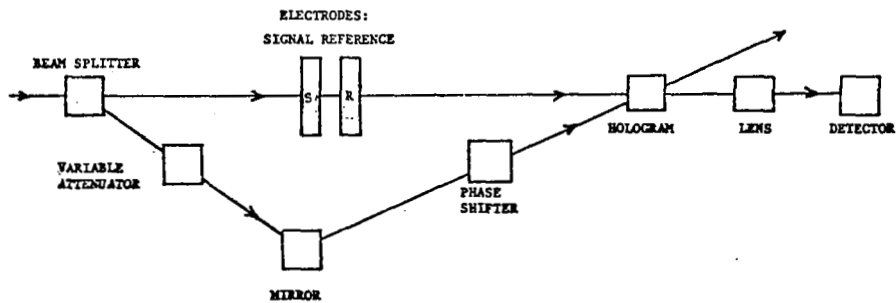 ELECTRODES:
SIGNAL REFERENCE
BEAM SPLITTER
S
R
HOLOGRAM
LENS
DETECTOR
VARIABLE
ATTENUATOR
PHASE
SHIFTER
MIRROR